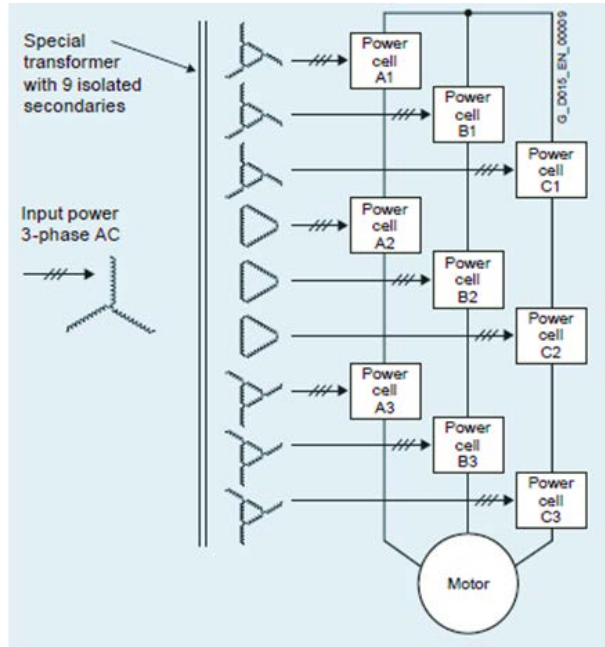 Special
transformer
with 9 isolated
secondaries
Input power
3-phase AC
Power
cell
A1
Power
cell
B1
Power
cell
C1
Power
cell
A2
Power
cell
B2
Power
cell
C2
Power
cell
A3
Power
cell
B3
Power
cell
C3
Motor
G_D015_EN_00009